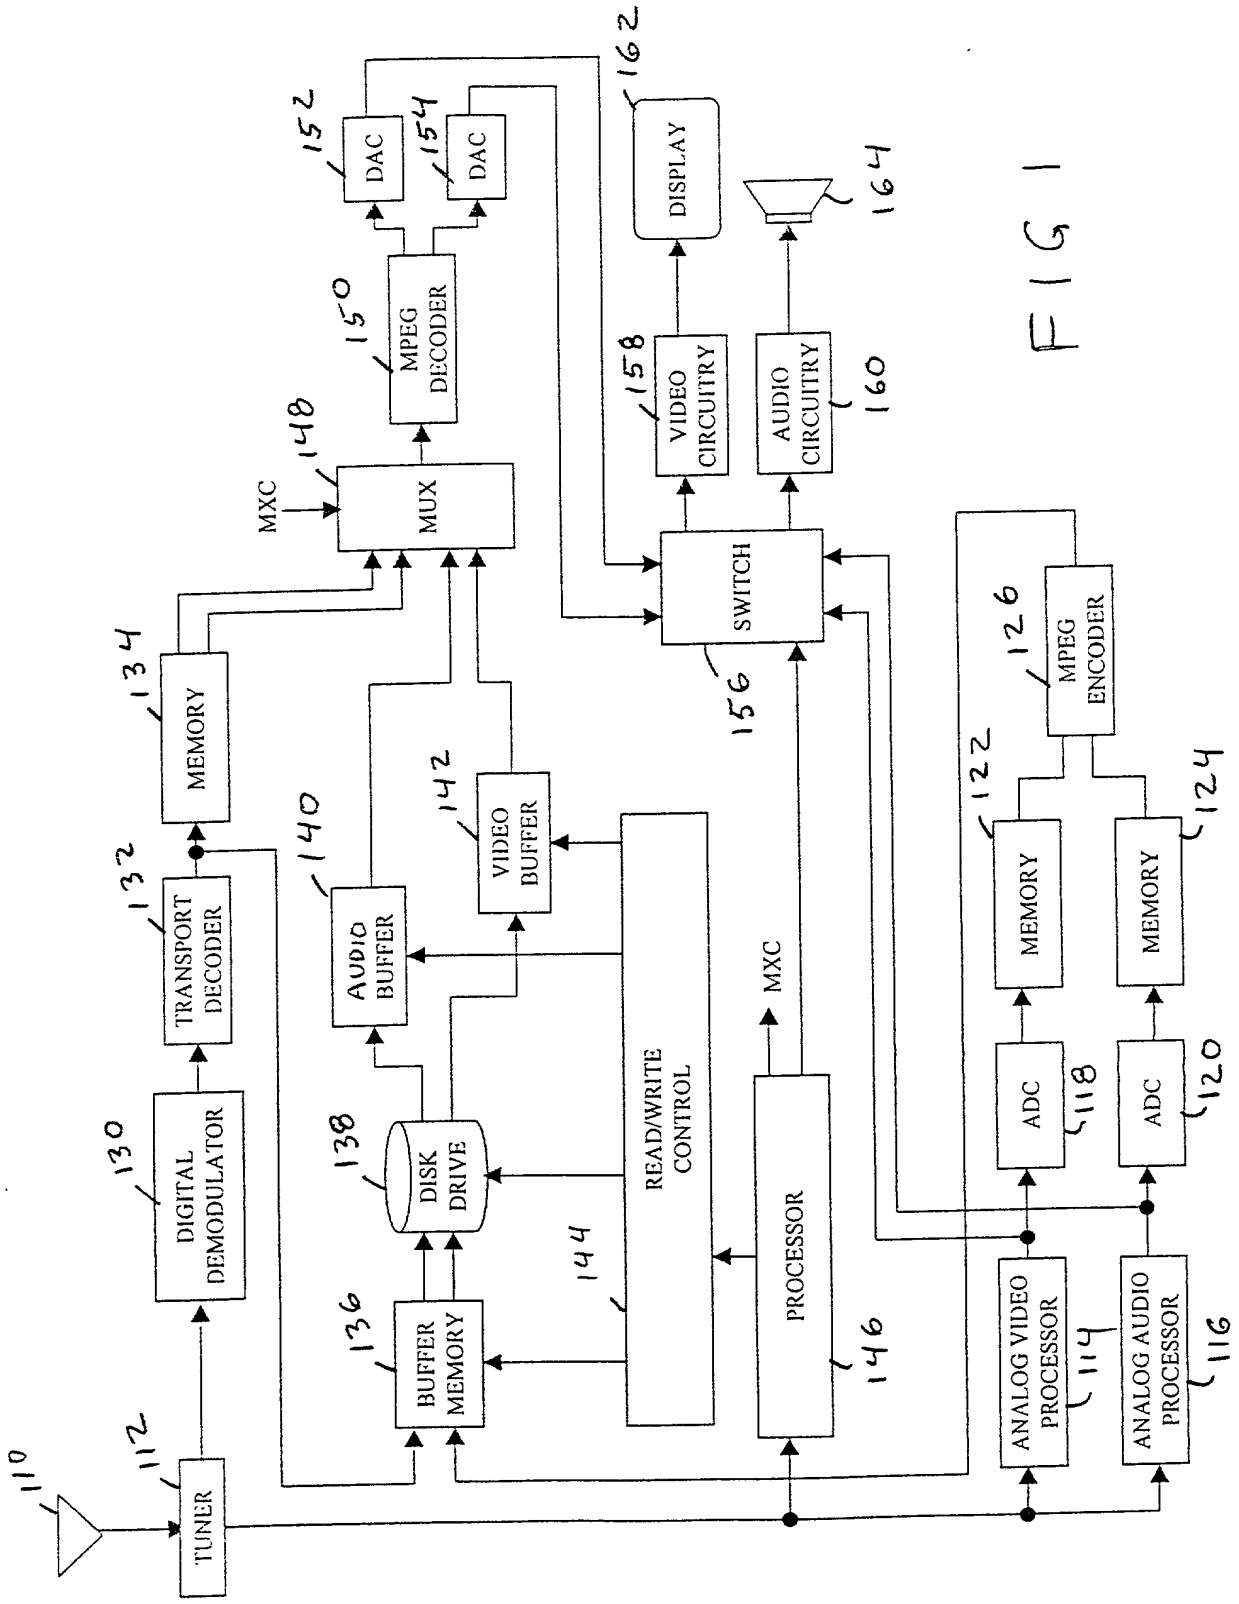 110
112
TUNER
130
DIGITAL
DEMODULATOR
132
TRANSPORT
DECODER
134
MEMORY
MXC
148
MUX
150
MPEG
DECODER
152
DAC
154
DAC
136
BUFFER
MEMORY
138
DISK
DRIVE
140
AUDIO
BUFFER
142
VIDEO
BUFFER
144
READ/WRITE
CONTROL
PROCESSOR
146
MXC
156
SWITCH
158
VIDEO
CIRCUITRY
162
DISPLAY
AUDIO
CIRCUITRY
160
164
ANALOG VIDEO
PROCESSOR
114
ANALOG AUDIO
PROCESSOR
116
ADC
118
ADC
120
122
MEMORY
MEMORY
124
126
MPEG
ENCODER
FIG 1